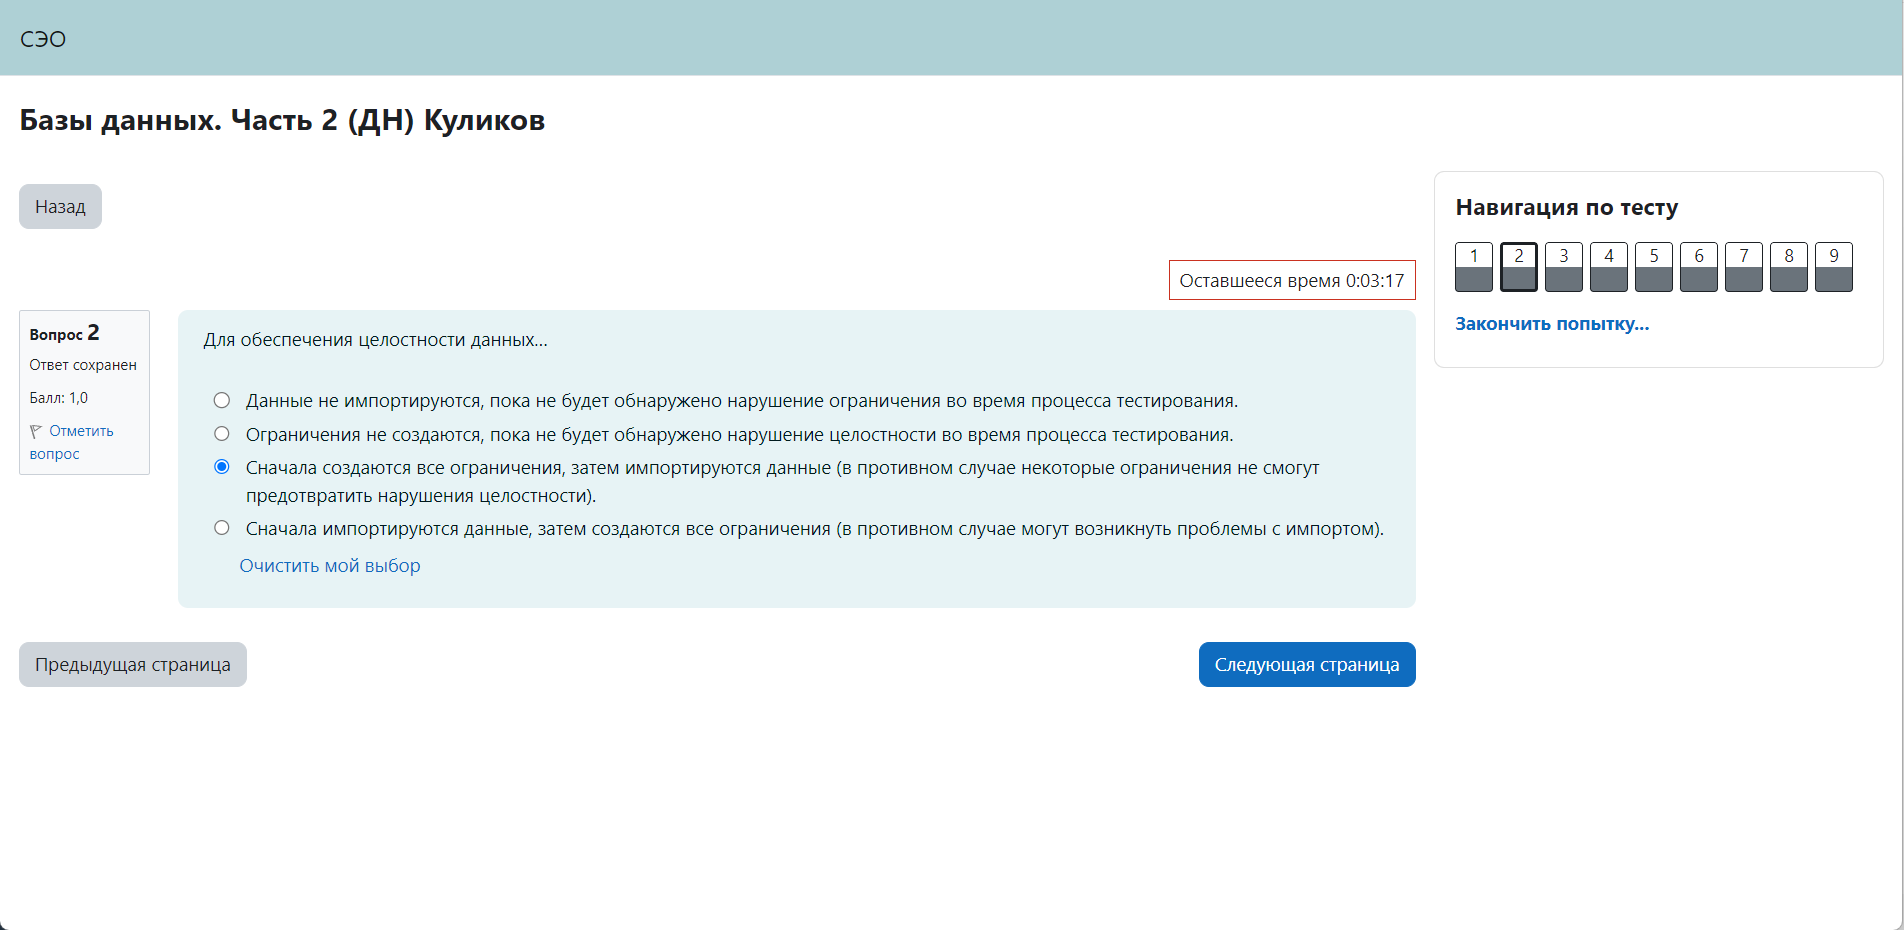 СЭО
Базы данных. Часть 2 (ДН) Куликов
Назад
Оставшееся время 0:03:17
Вопрос 2
Ответ сохранен
Балл: 1,0
Отметить
вопрос
Для обеспечения целостности данных...
Данные не импортируются, пока не будет обнаружено нарушение ограничения во время процесса тестирования.
Ограничения не создаются, пока не будет обнаружено нарушение целостности во время процесса тестирования.
Сначала создаются все ограничения, затем импортируются данные (в противном случае некоторые ограничения не смогут
предотвратить нарушения целостности).
Сначала импортируются данные, затем создаются все ограничения (в противном случае могут возникнуть проблемы с импортом).
Очистить мой выбор
Предыдущая страница
Следующая страница
Навигация по тесту
1 2 3 4 5 6 7 8 9
Закончить попытку...